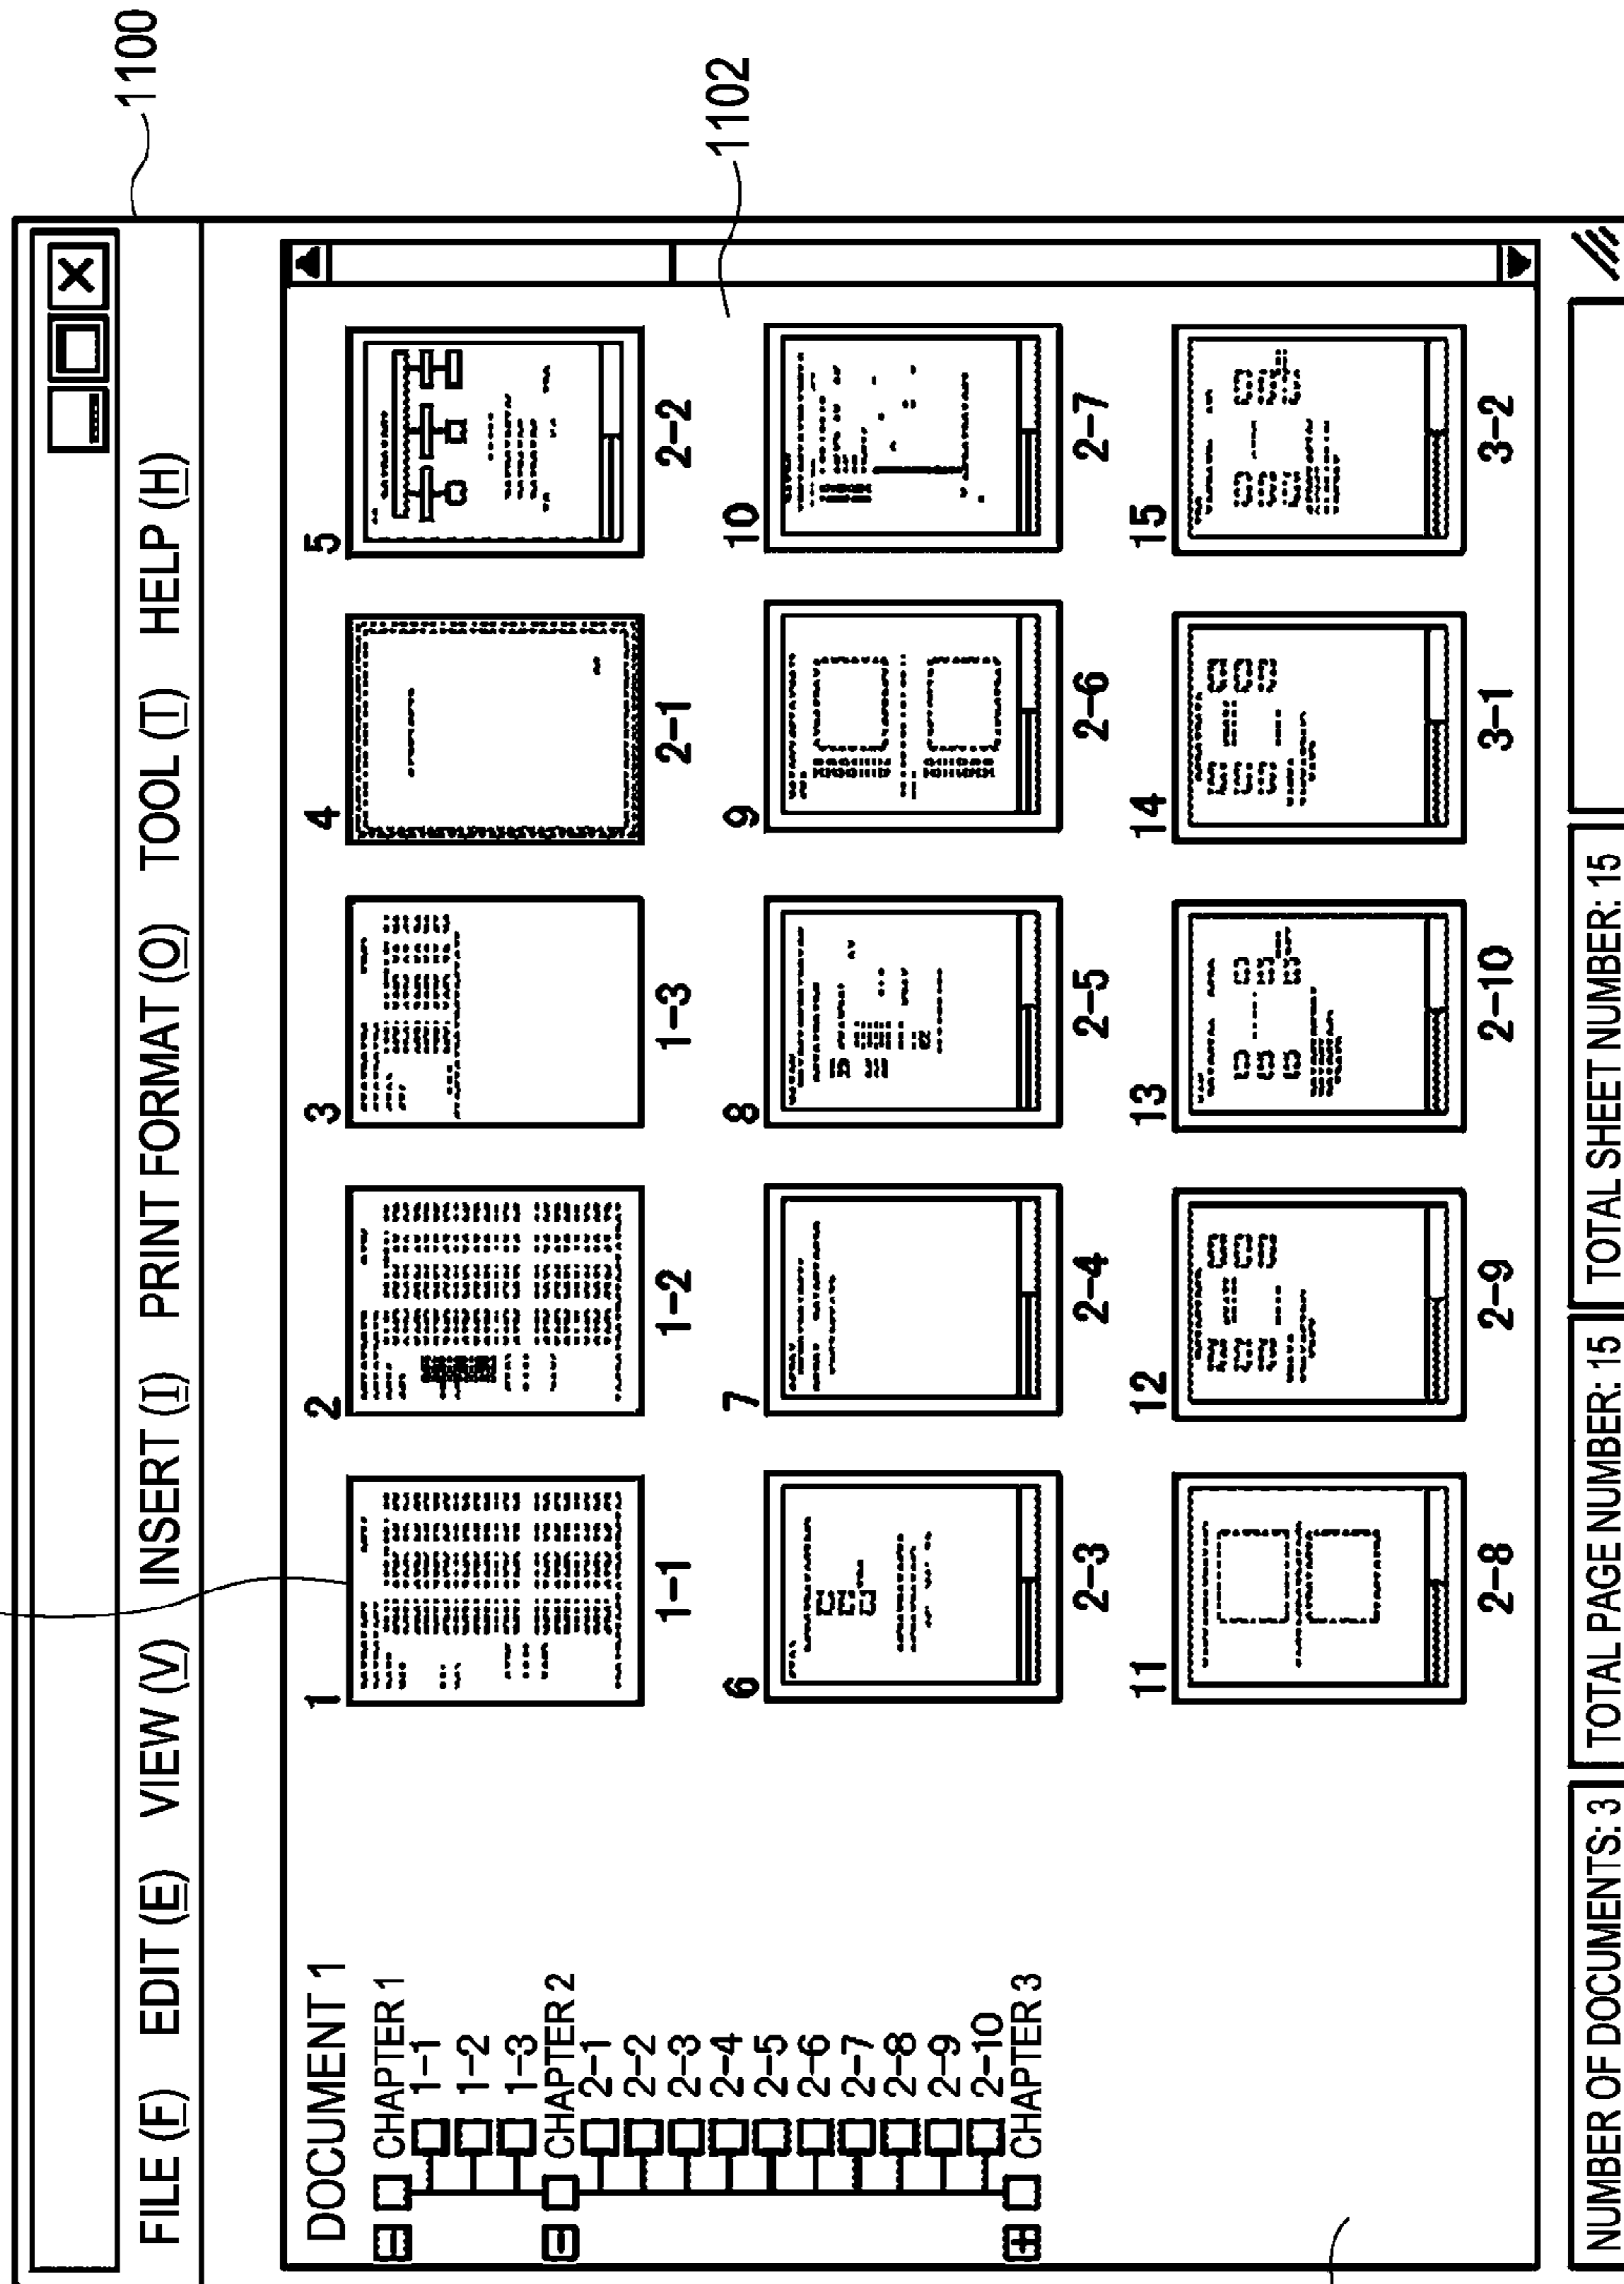 1100
FILE (F) EDIT (E) VIEW (V) INSERT (I) PRINT FORMAT (O) TOOL (T) HELP (H)
1102
DOCUMENT 1
CHAPTER 1
1-1
1-2
1-3
CHAPTER 2
2-1
2-2
2-3
2-4
2-5
2-6
2-7
2-8
2-9
2-10
CHAPTER 3
1 2 3 4 5
1-1 1-2 1-3 2-1 2-2
6 7 8 9 10
2-3 2-4 2-5 2-6 2-7
11 12 13 14 15
2-8 2-9 2-10 3-1 3-2
NUMBER OF DOCUMENTS: 3 TOTAL PAGE NUMBER: 15 TOTAL SHEET NUMBER: 15